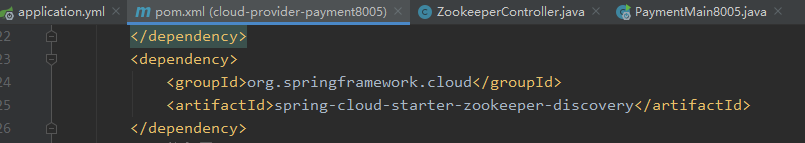 application.yml pom.xml (cloud-provider-payment8005) ZookeeperController.java PaymentMain8005.java
22 </dependency>
23 <dependency>
24 <groupId>org.springframework.cloud</groupId>
25 <artifactId>spring-cloud-starter-zookeeper-discovery</artifactId>
26 </dependency>